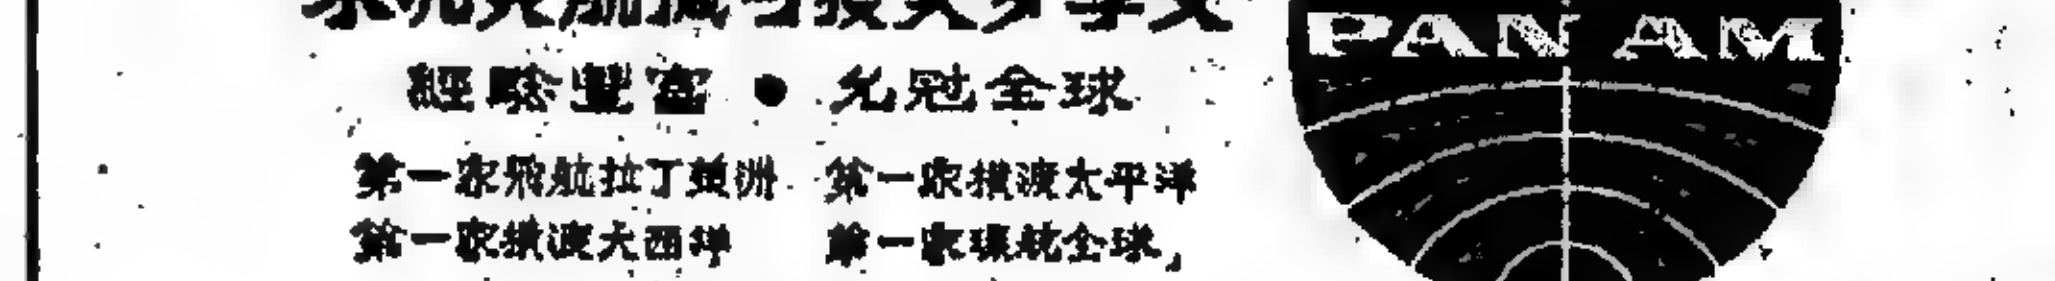 經驗豐富●允冠全球
第一家飛航拉丁美洲 第一家橫渡太平洋
第一家橫渡大西洋 第一家環航全球
PAN AM